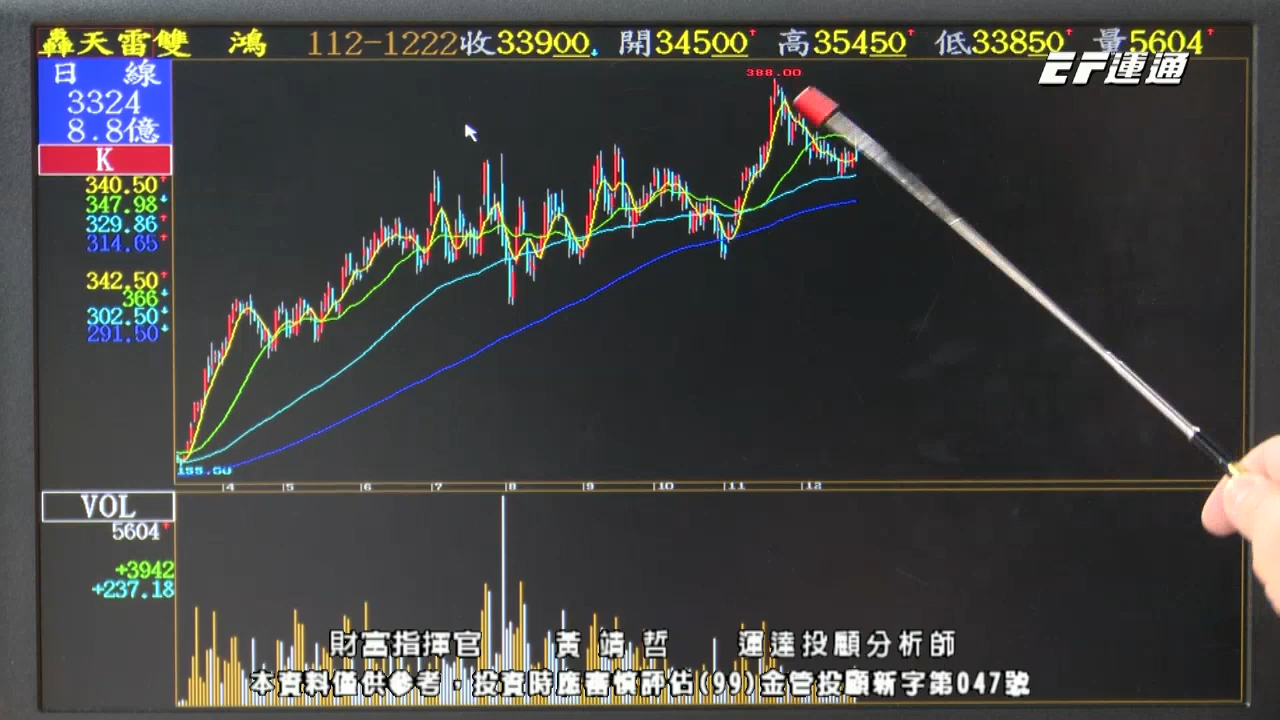 轟天雷雙 鴻 112-1222收33900 開34500 高35450 低33850 量5604
EF運通
日 線
3324
8.8億
K
340.50
347.98
329.86
314.65
342.50
366
302.50
291.50
388.00
155.00
4 5 6 7 8 9 10 11 12
VOL
5604
+3942
+237.18
財富指揮官 黃靖哲 運達投顧分析師
本資料僅供參考，投資時應審慎評估(99)金管投顧新字第047號